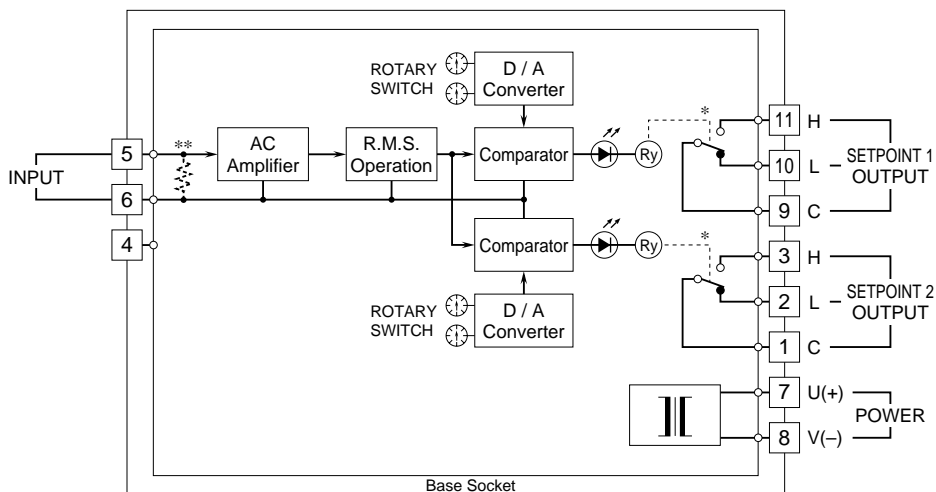 ROTARY
SWITCH
D / A
Converter
*
11 H
5
**
AC
Amplifier
R.M.S.
Operation
Comparator
Ry
10 L
SETPOINT 1
OUTPUT
INPUT
6
9 C
4
Comparator
Ry
*
3 H
2 L
SETPOINT 2
OUTPUT
ROTARY
SWITCH
D / A
Converter
1 C
7 U(+)
POWER
8 V(–)
Base Socket